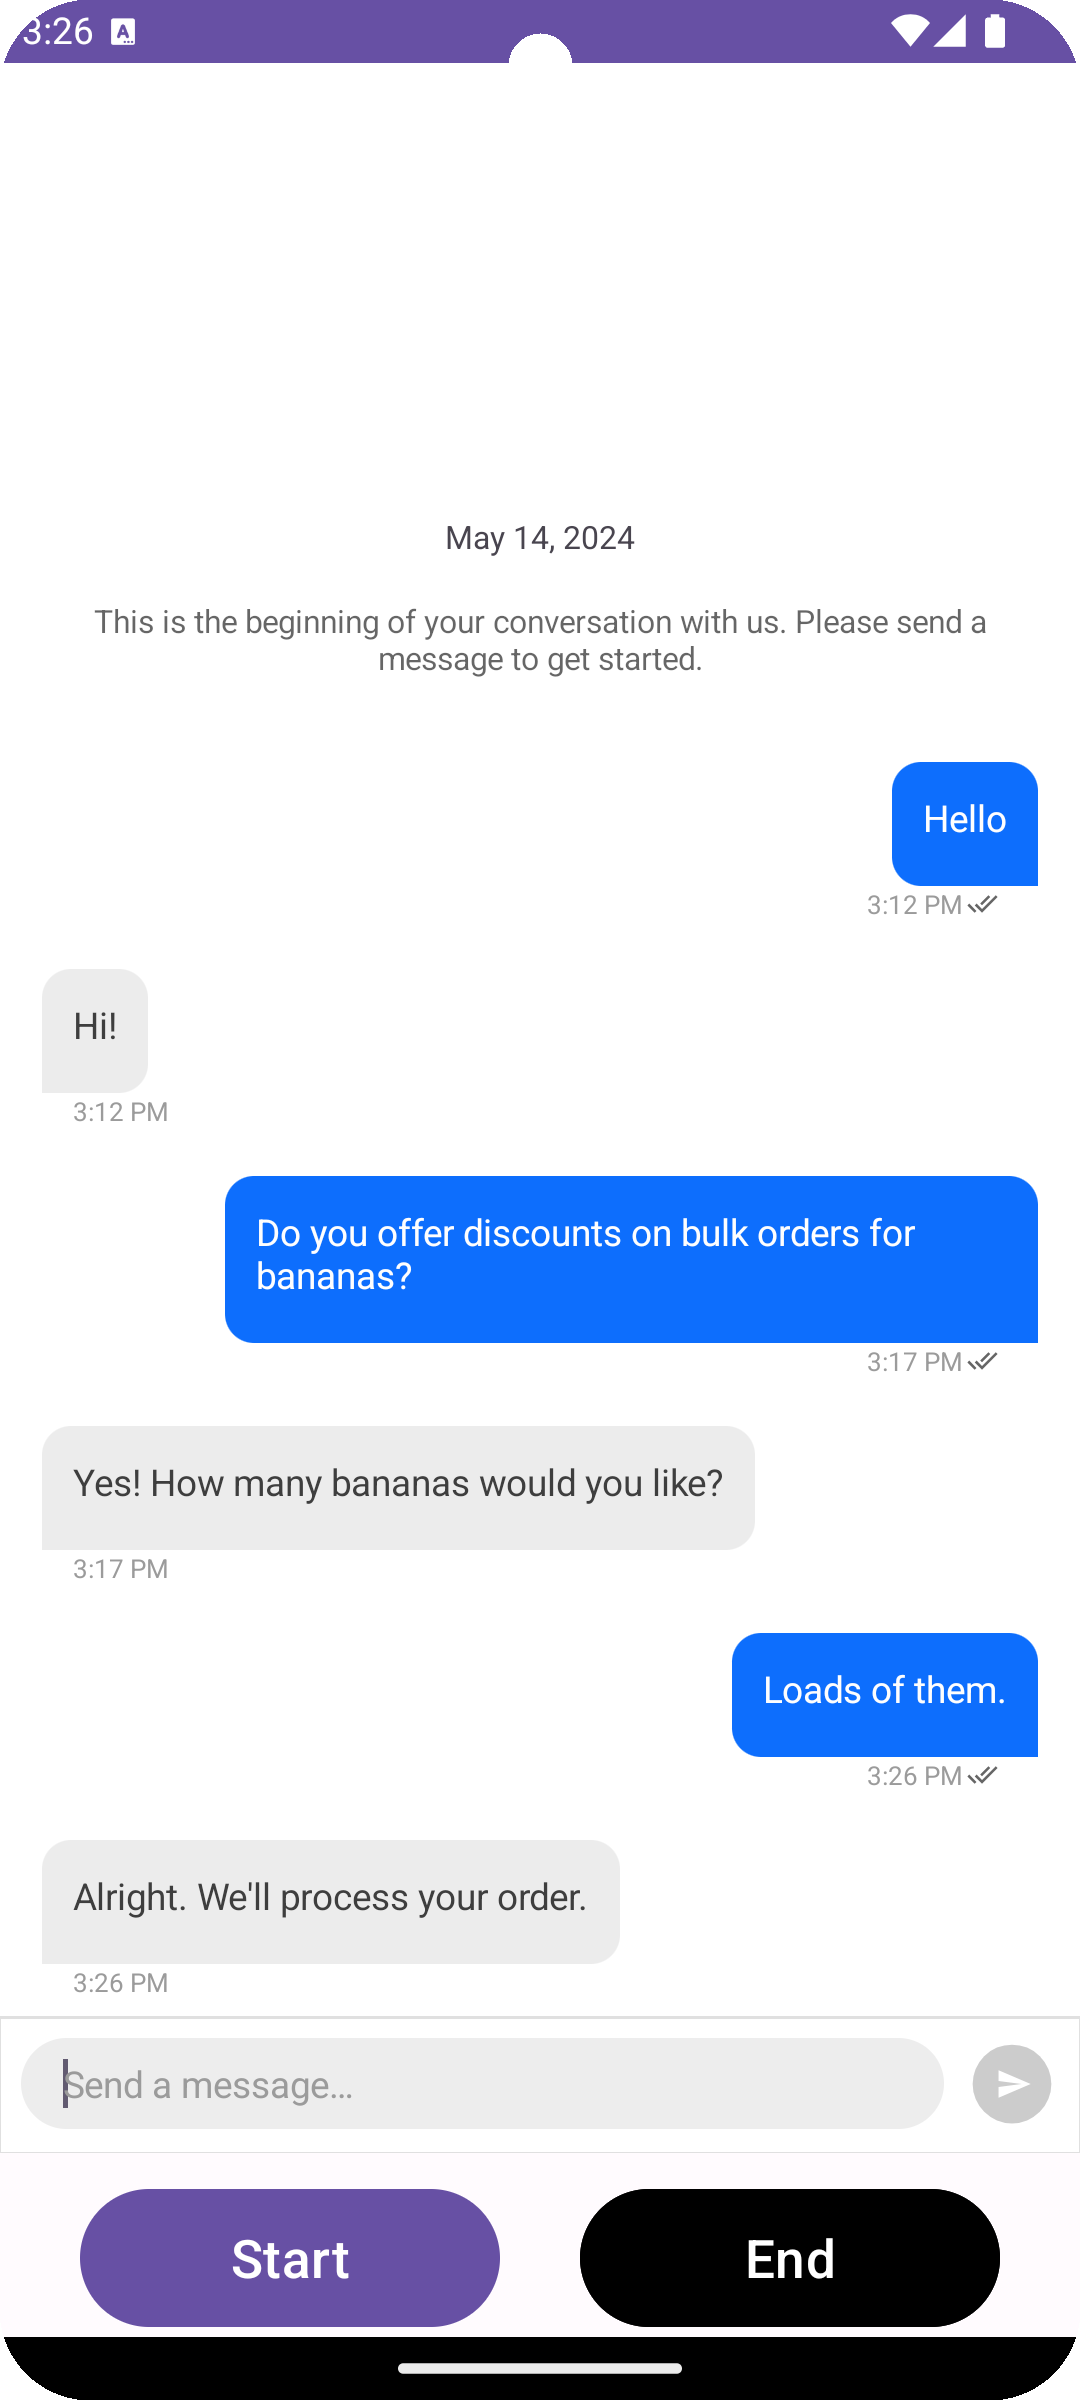 3:26
May 14, 2024
This is the beginning of your conversation with us. Please send a
message to get started.
Hello
3:12 PM
Hi!
3:12 PM
Do you offer discounts on bulk orders for
bananas?
3:17 PM
Yes! How many bananas would you like?
3:17 PM
Loads of them.
3:26 PM
Alright. We'll process your order.
3:26 PM
Send a message…
Start
End